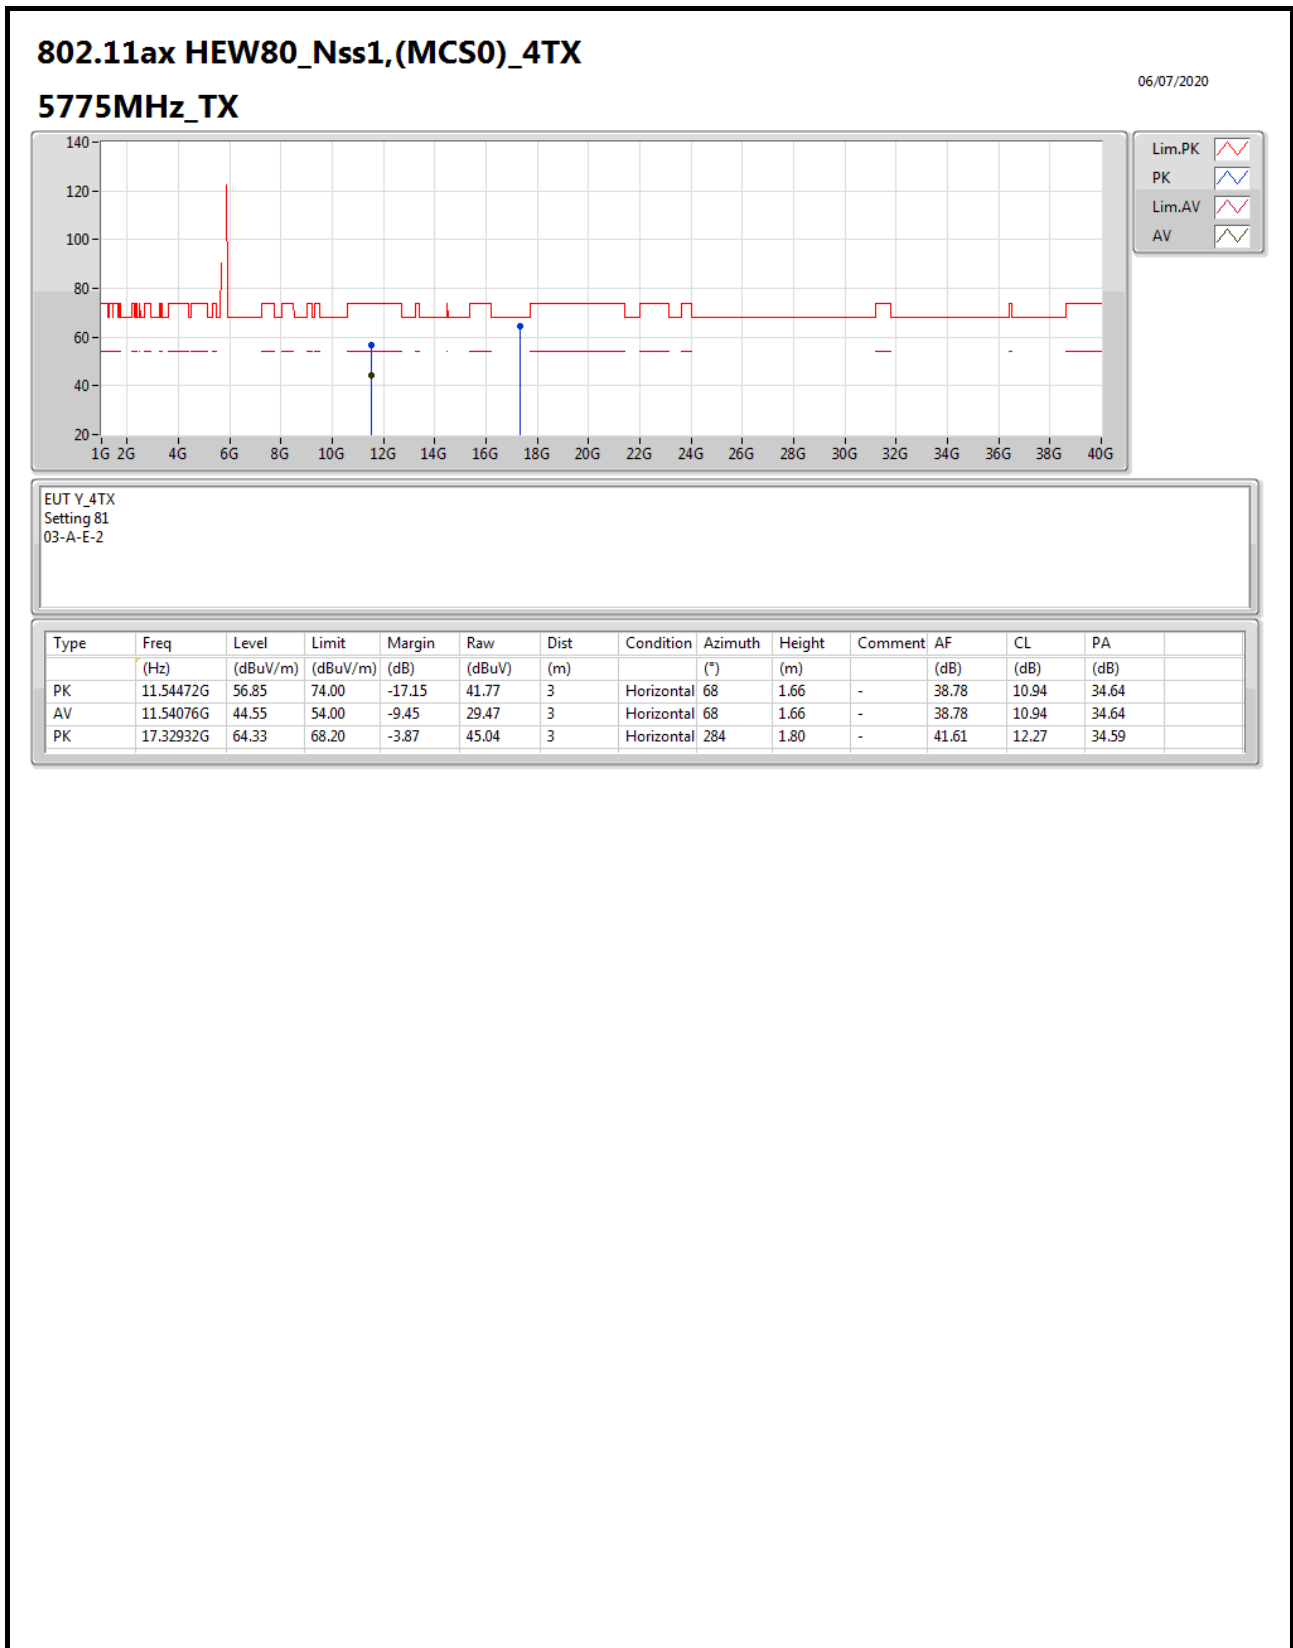 802.11ax HEW80_Nss1,(MCS0)_4TX
06/07/2020
5775MHz_TX
140
120
100
80
60
40
20
1G 2G 4G 6G 8G 10G 12G 14G 16G 18G 20G 22G 24G 26G 28G 30G 32G 34G 36G 38G 40G
Lim.PK
PK
Lim.AV
AV
EUT Y_4TX
Setting 81
03-A-E-2
Type Freq Level Limit Margin Raw Dist Condition Azimuth Height Comment AF CL PA
(Hz) (dBuV/m) (dBuV/m) (dB) (dBuV) (m) (°) (m) (dB) (dB) (dB)
PK 11.54472G 56.85 74.00 -17.15 41.77 3 Horizontal 68 1.66 - 38.78 10.94 34.64
AV 11.54076G 44.55 54.00 -9.45 29.47 3 Horizontal 68 1.66 - 38.78 10.94 34.64
PK 17.32932G 64.33 68.20 -3.87 45.04 3 Horizontal 284 1.80 - 41.61 12.27 34.59